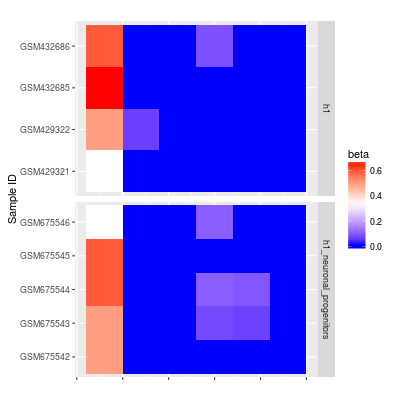 GSM432686
GSM432685
GSM429322
GSM429321
h1
GSM675546
GSM675545
GSM675544
GSM675543
GSM675542
h1_neuronal_progenitors
Sample ID
beta
0.6
0.4
0.2
0.0